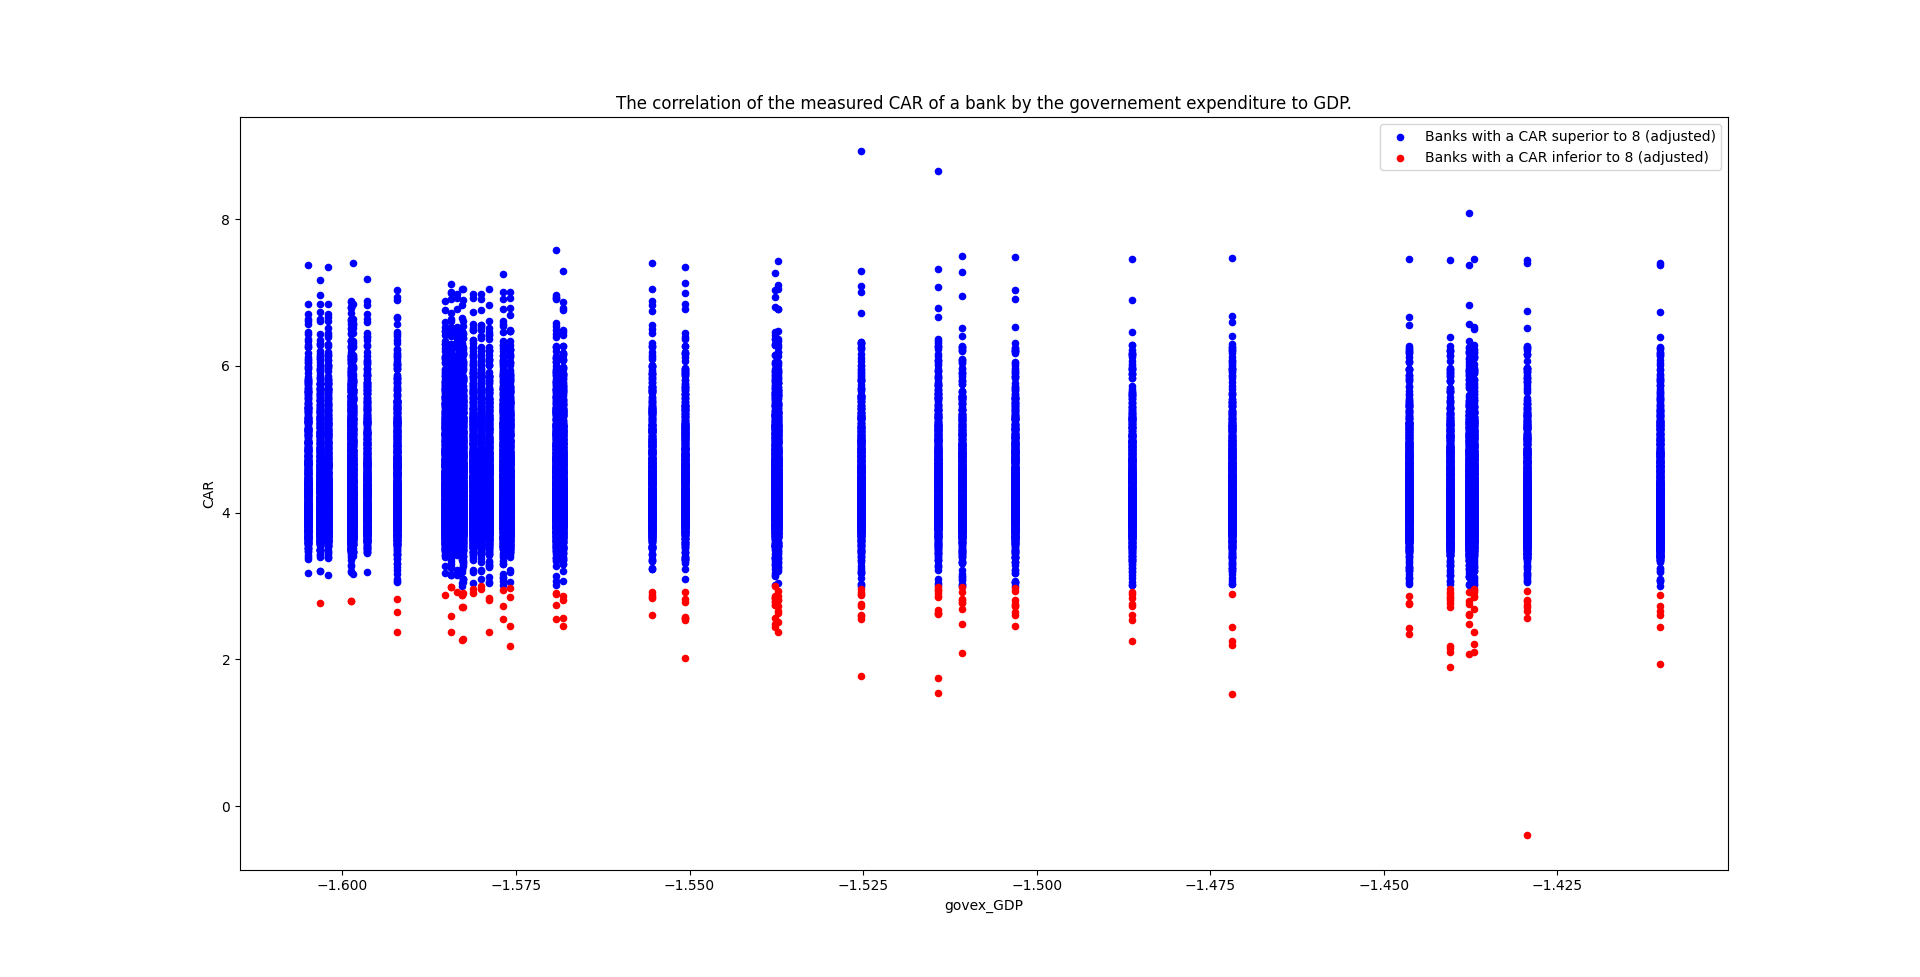 The correlation of the measured CAR of a bank by the governement expenditure to GDP.
Banks with a CAR superior to 8 (adjusted)
Banks with a CAR inferior to 8 (adjusted)
8
6
4
2
0
CAR
−1.600 −1.575 −1.550 −1.525 −1.500 −1.475 −1.450 −1.425
govex_GDP